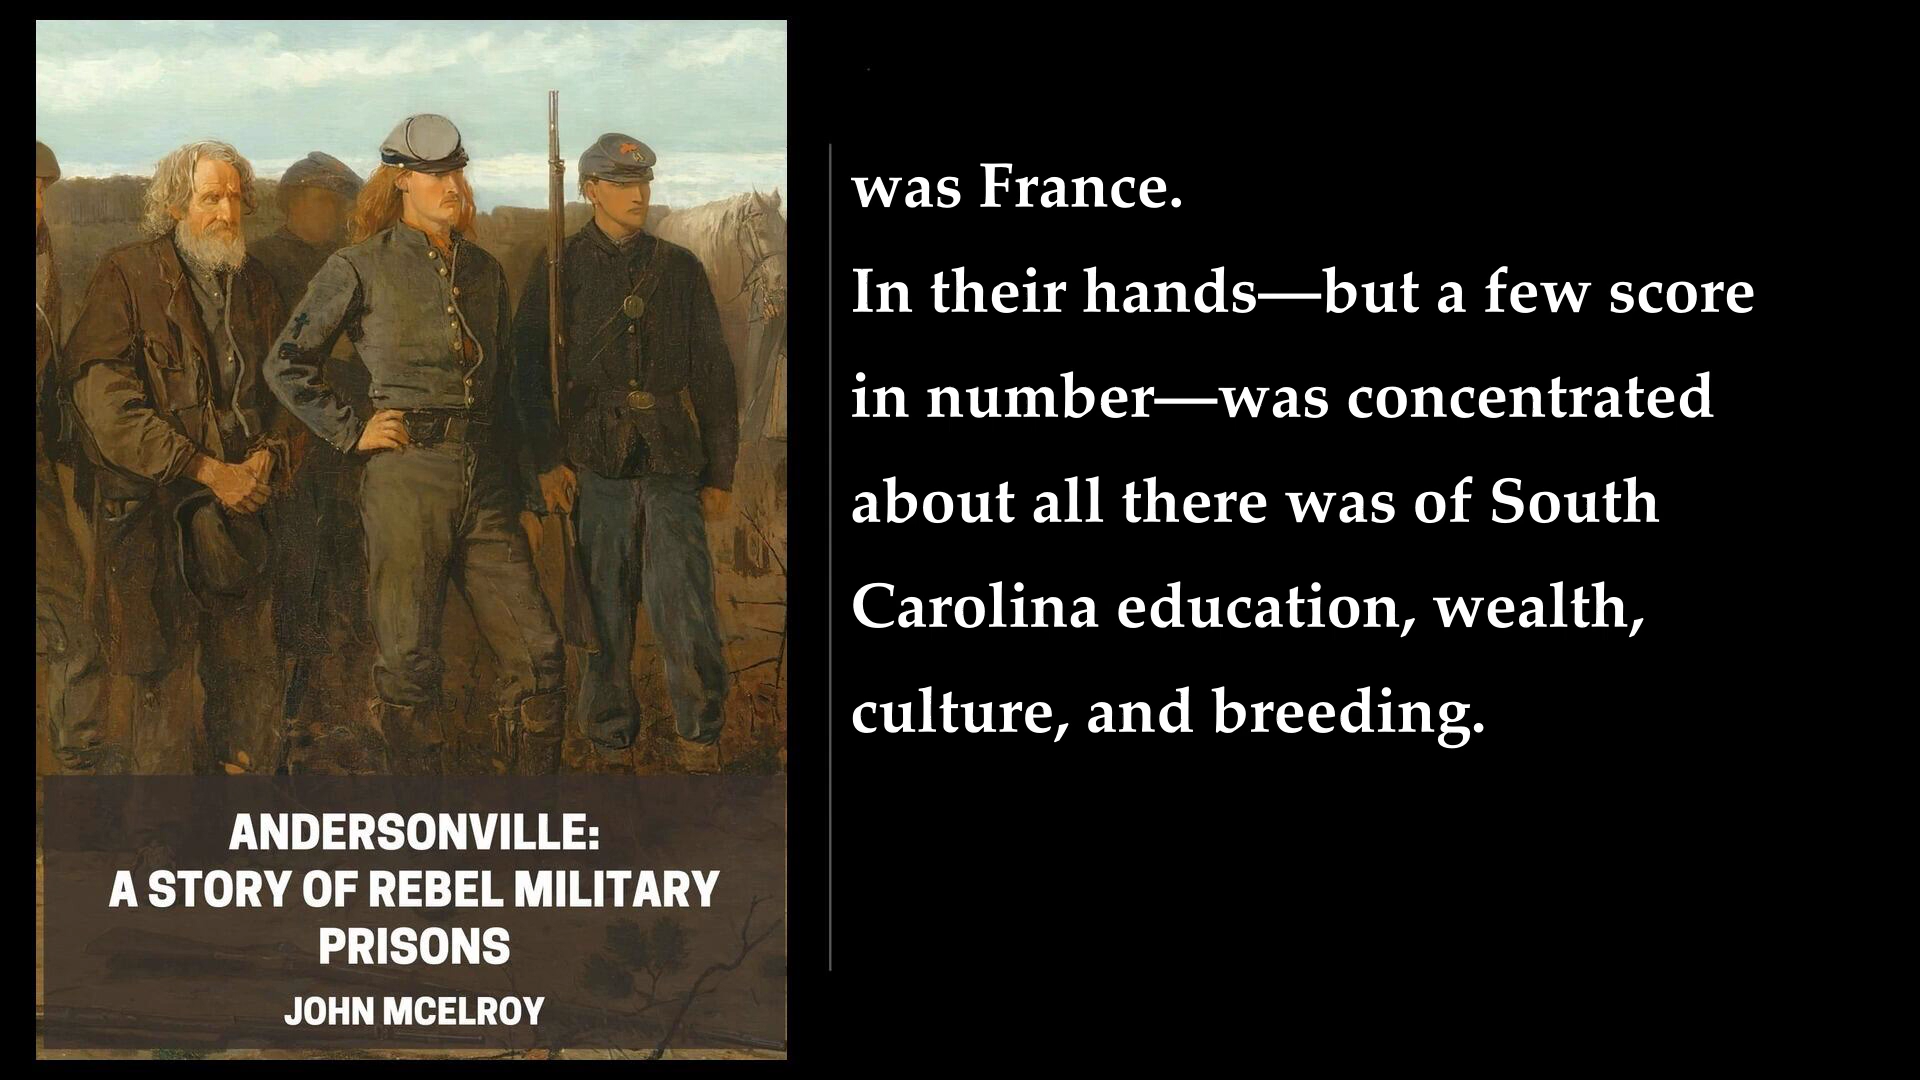 ANDERSONVILLE:
A STORY OF REBEL MILITARY
PRISONS
JOHN MCELROY
was France.
In their hands—but a few score
in number—was concentrated
about all there was of South
Carolina education, wealth,
culture, and breeding.